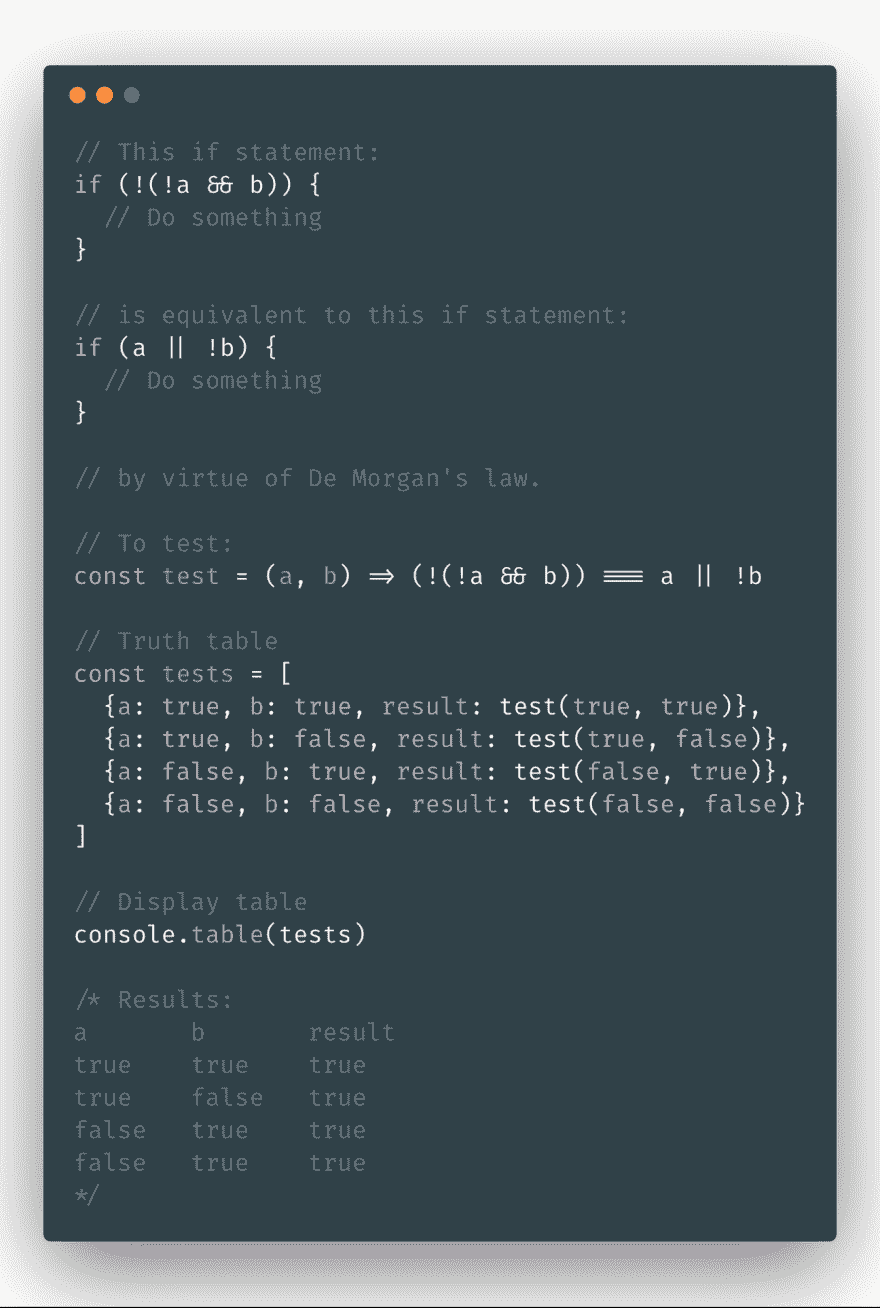 // This if statement:
if (!(!a && b)) {
  // Do something
}
// is equivalent to this if statement:
if (a || !b) {
  // Do something
}
// by virtue of De Morgan's law.
// To test:
const test = (a, b) => (!(!a && b)) === a || !b
// Truth table
const tests = [
  {a: true, b: true, result: test(true, true)},
  {a: true, b: false, result: test(true, false)},
  {a: false, b: true, result: test(false, true)},
  {a: false, b: false, result: test(false, false)}
]
// Display table
console.table(tests)
/* Results:
a       b       result
true    true    true
true    false   true
false   true    true
false   true    true
*/